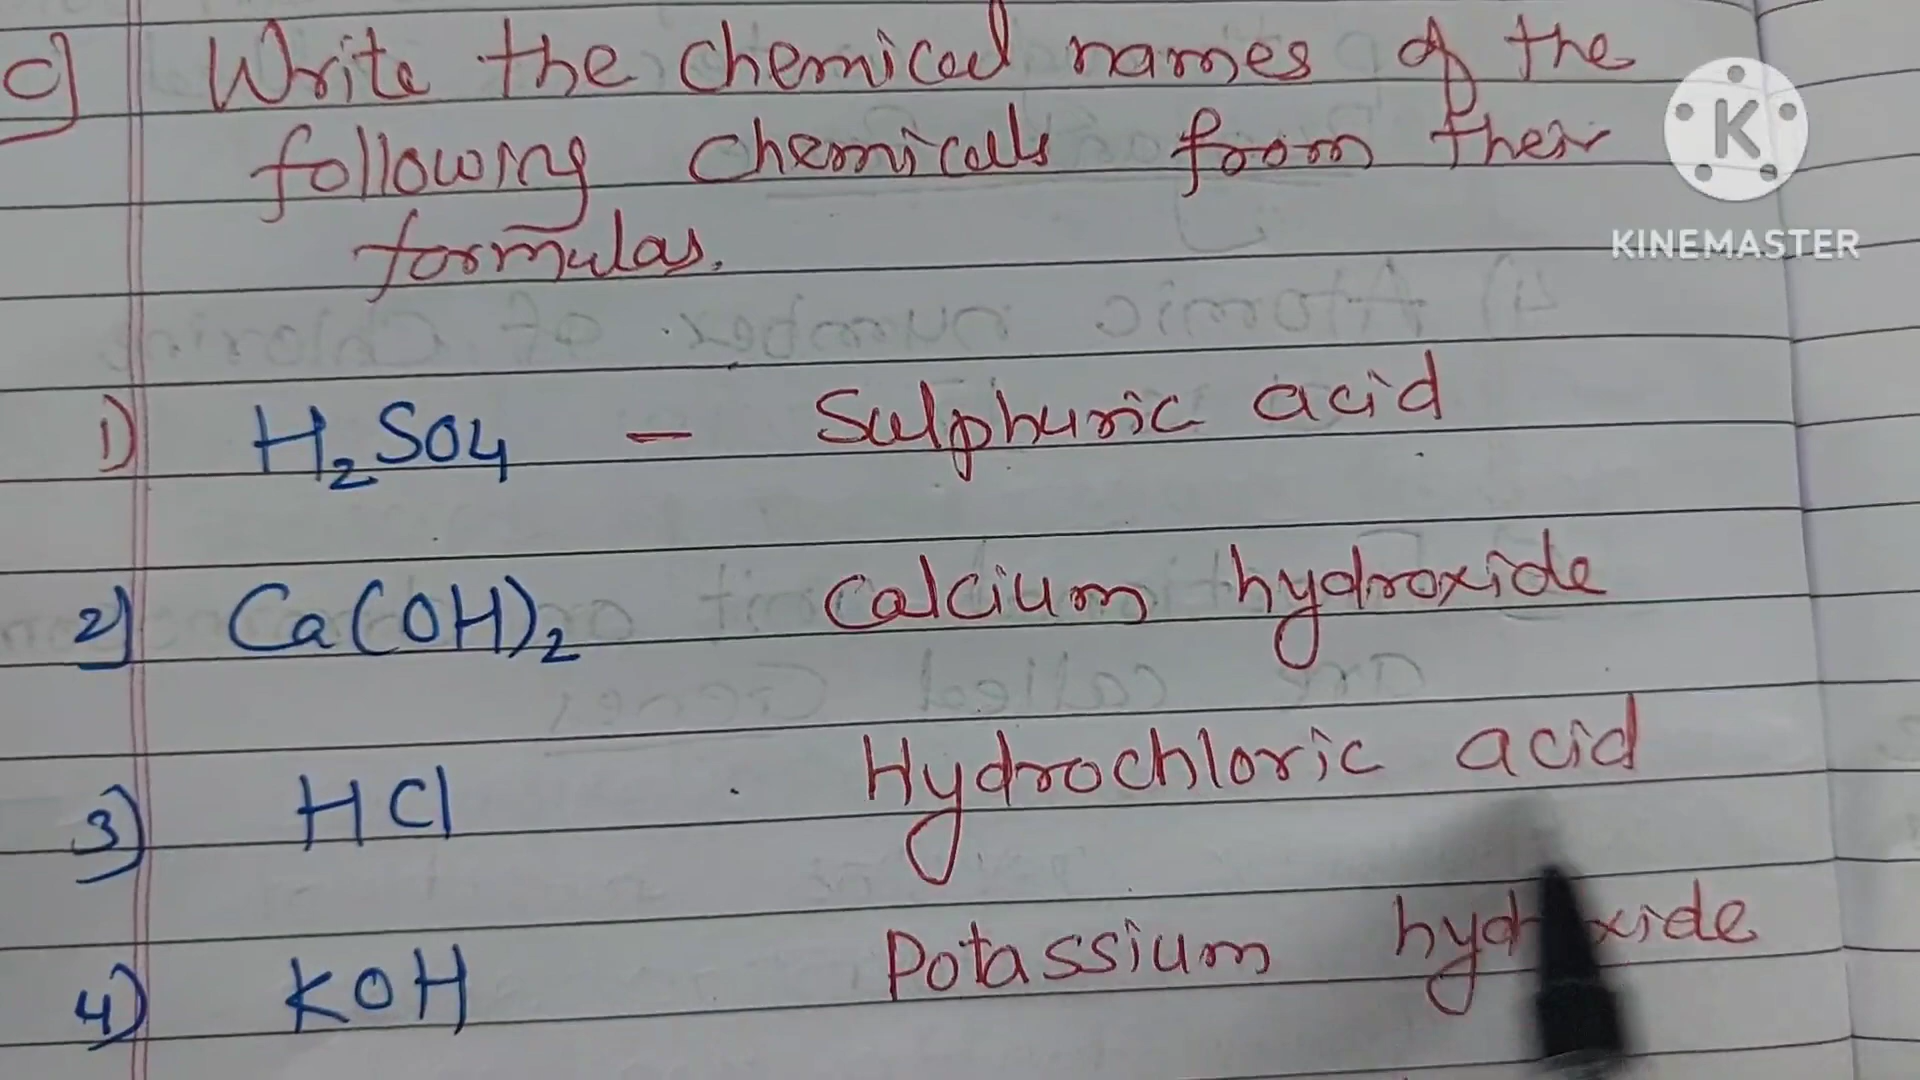 c) Write the chemical names of the
following chemicals from their
formulas.
K
KINEMASTER
1) H₂SO₄ – Sulphuric acid
2) Ca(OH)₂ Calcium hydroxide
3) HCl Hydrochloric acid
4) KOH Potassium